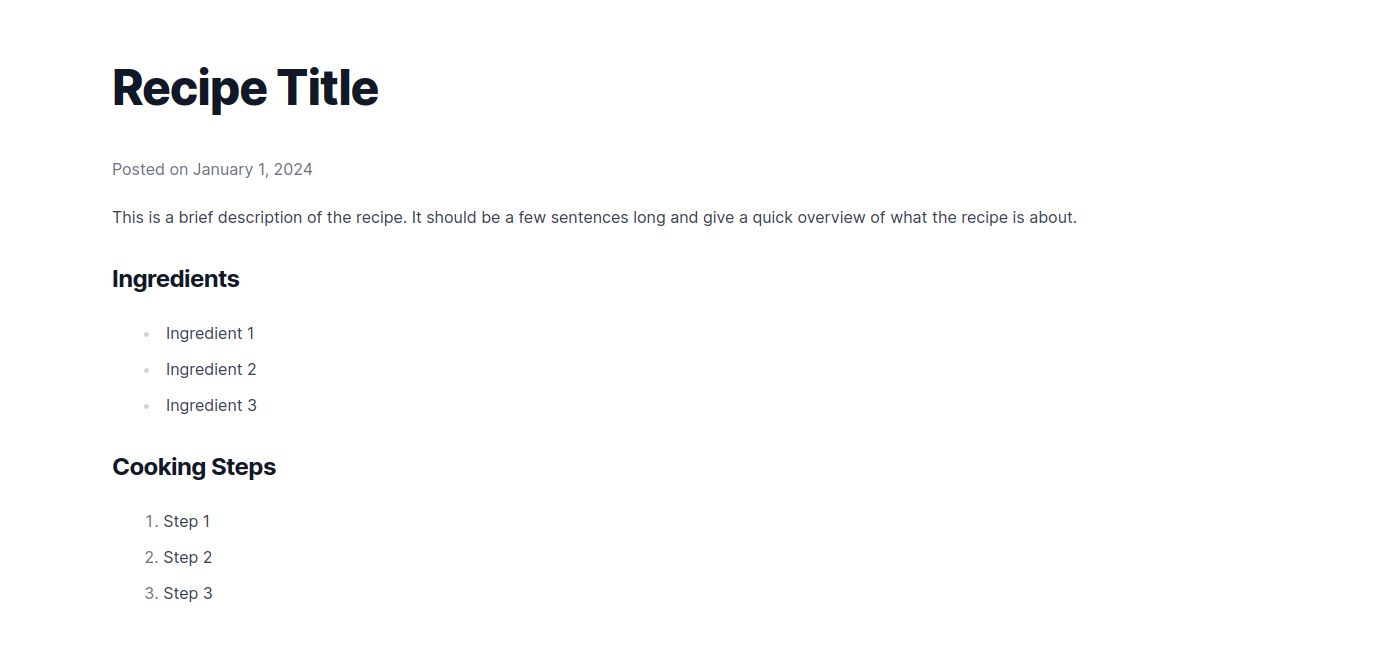 Recipe Title
Posted on January 1, 2024
This is a brief description of the recipe. It should be a few sentences long and give a quick overview of what the recipe is about.
Ingredients
• Ingredient 1
• Ingredient 2
• Ingredient 3
Cooking Steps
1. Step 1
2. Step 2
3. Step 3